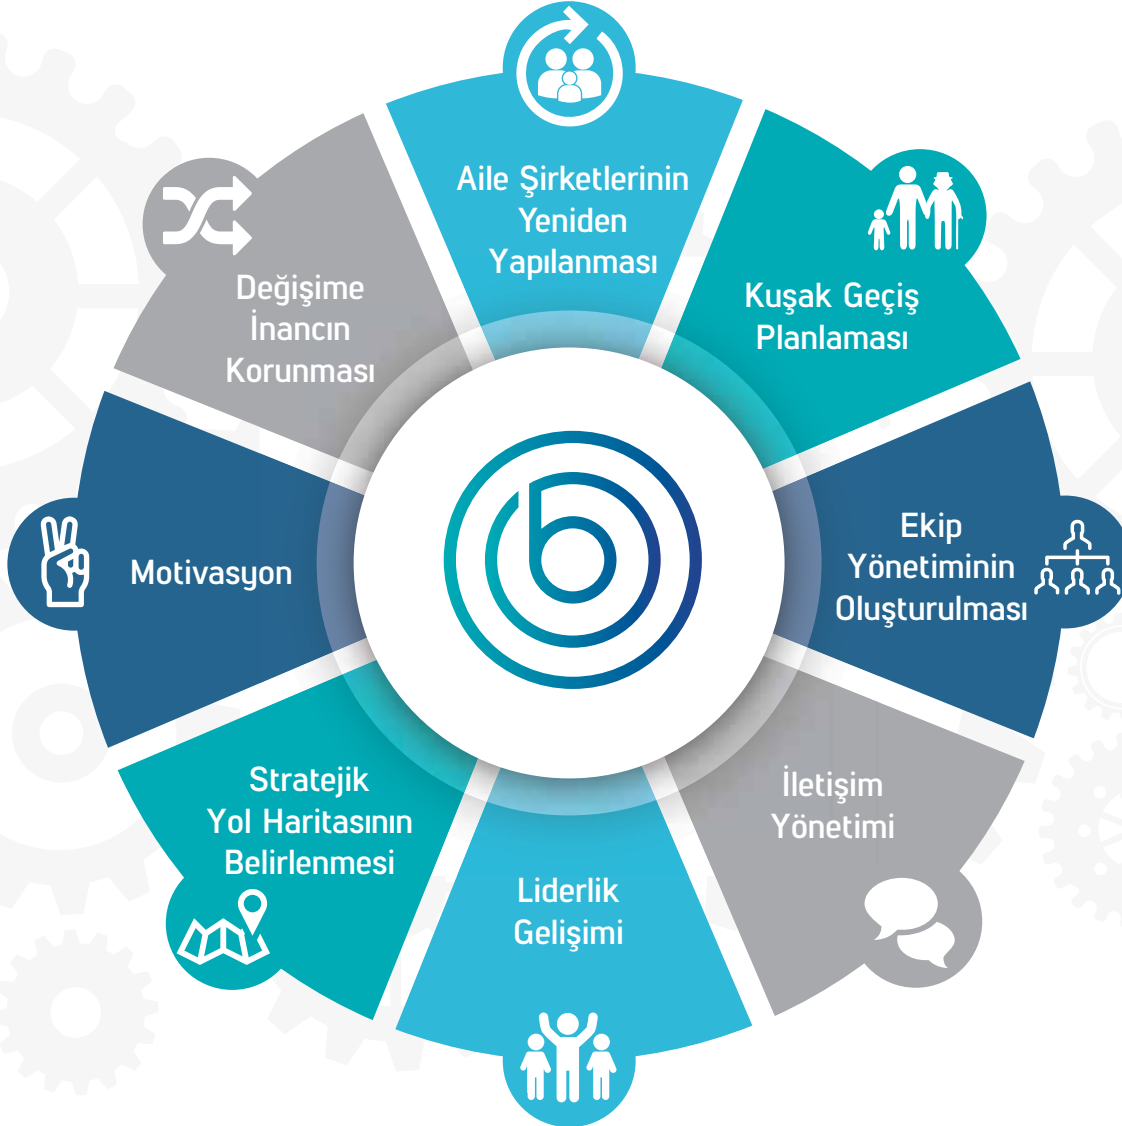 Aile Şirketlerinin
Yeniden
Yapılanması
Kuşak Geçiş
Planlaması
Ekip
Yönetiminin
Oluşturulması
İletişim
Yönetimi
Liderlik
Gelişimi
Stratejik
Yol Haritasının
Belirlenmesi
Motivasyon
Değişime
İnancın
Korunması